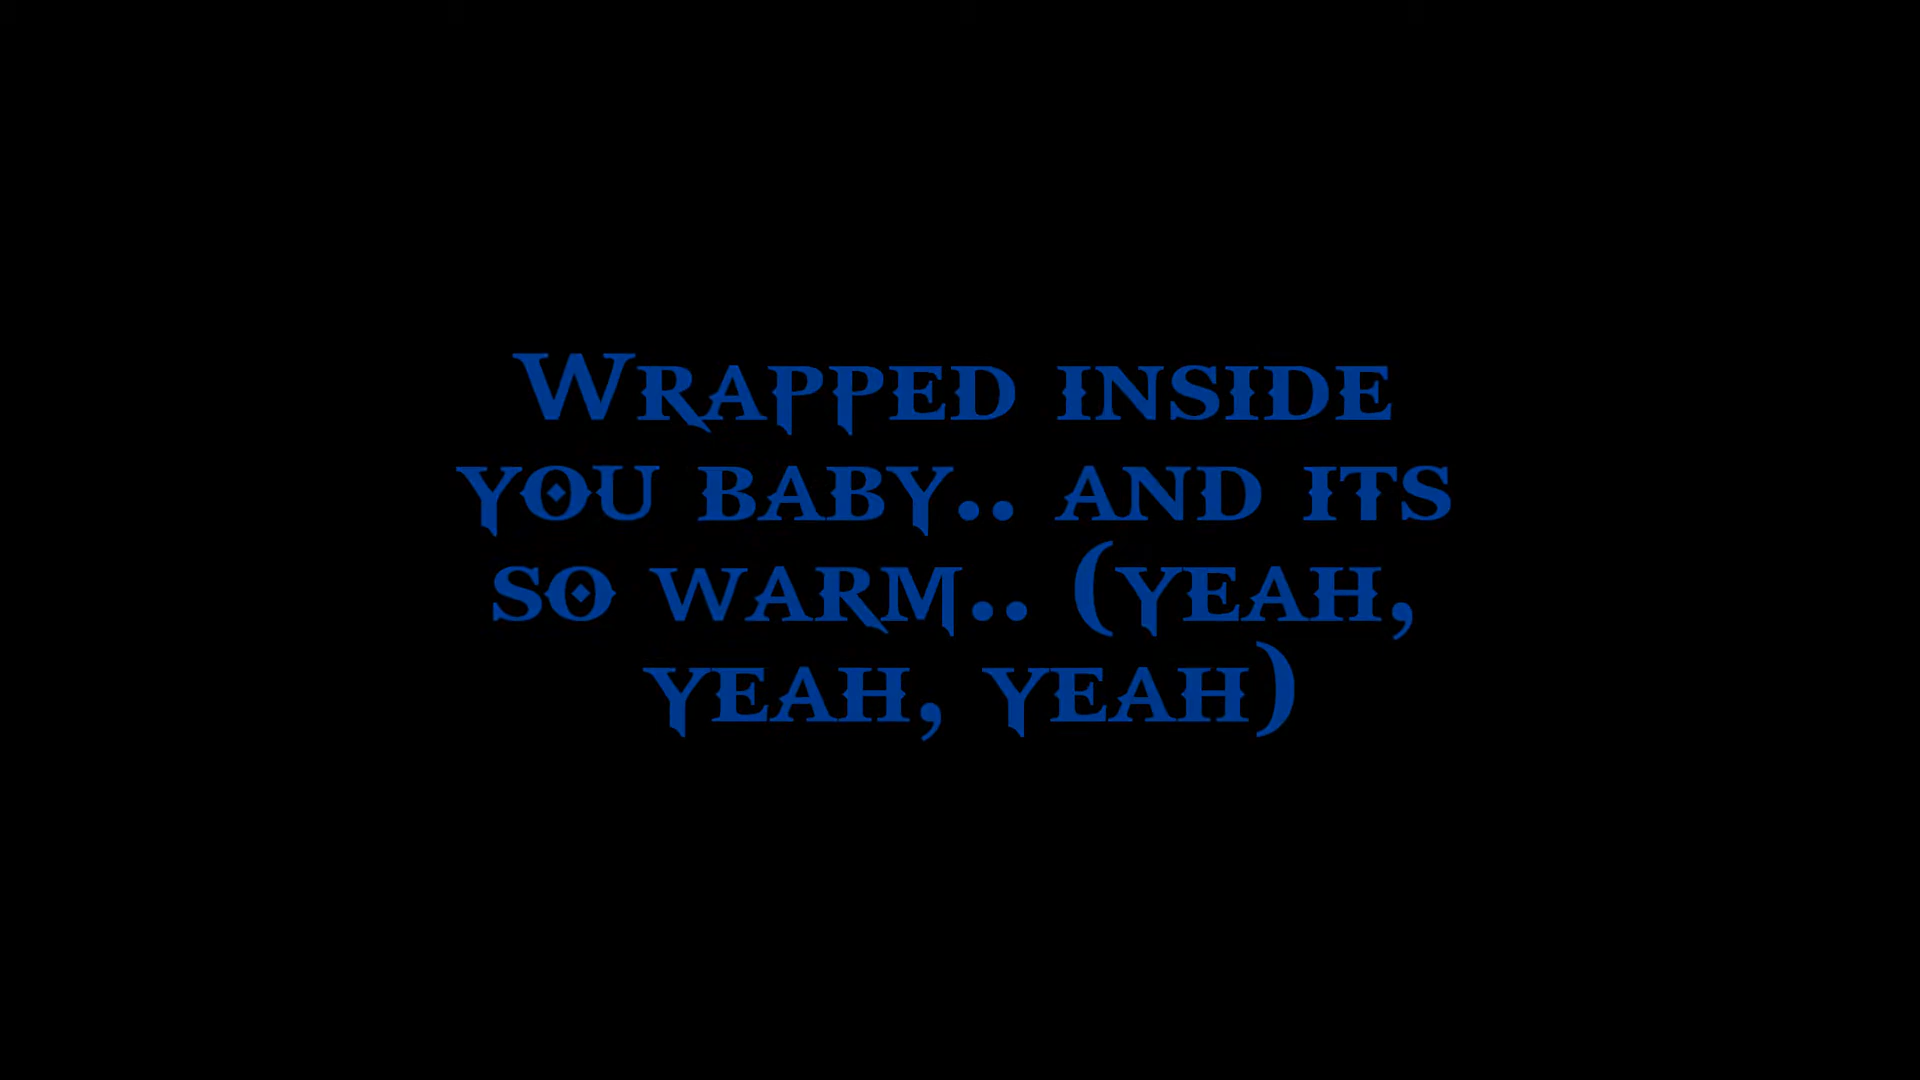 Wrapped inside
you baby.. and its
so warm.. (yeah,
yeah, yeah)